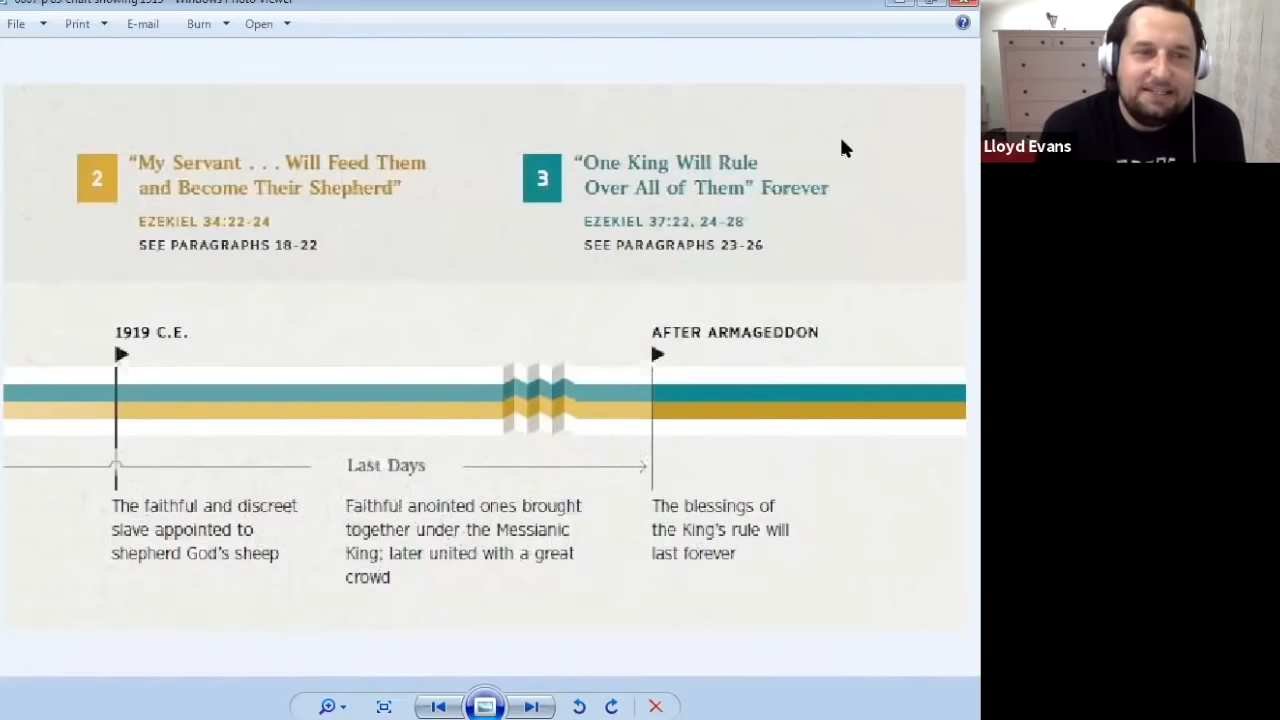 File Print E-mail Burn Open
Lloyd Evans
2
"My Servant . . . Will Feed Them
and Become Their Shepherd"
EZEKIEL 34:22-24
SEE PARAGRAPHS 18-22
3
"One King Will Rule
Over All of Them" Forever
EZEKIEL 37:22, 24-28
SEE PARAGRAPHS 23-26
1919 C.E.
AFTER ARMAGEDDON
Last Days
The faithful and discreet
slave appointed to
shepherd God's sheep
Faithful anointed ones brought
together under the Messianic
King; later united with a great
crowd
The blessings of
the King's rule will
last forever